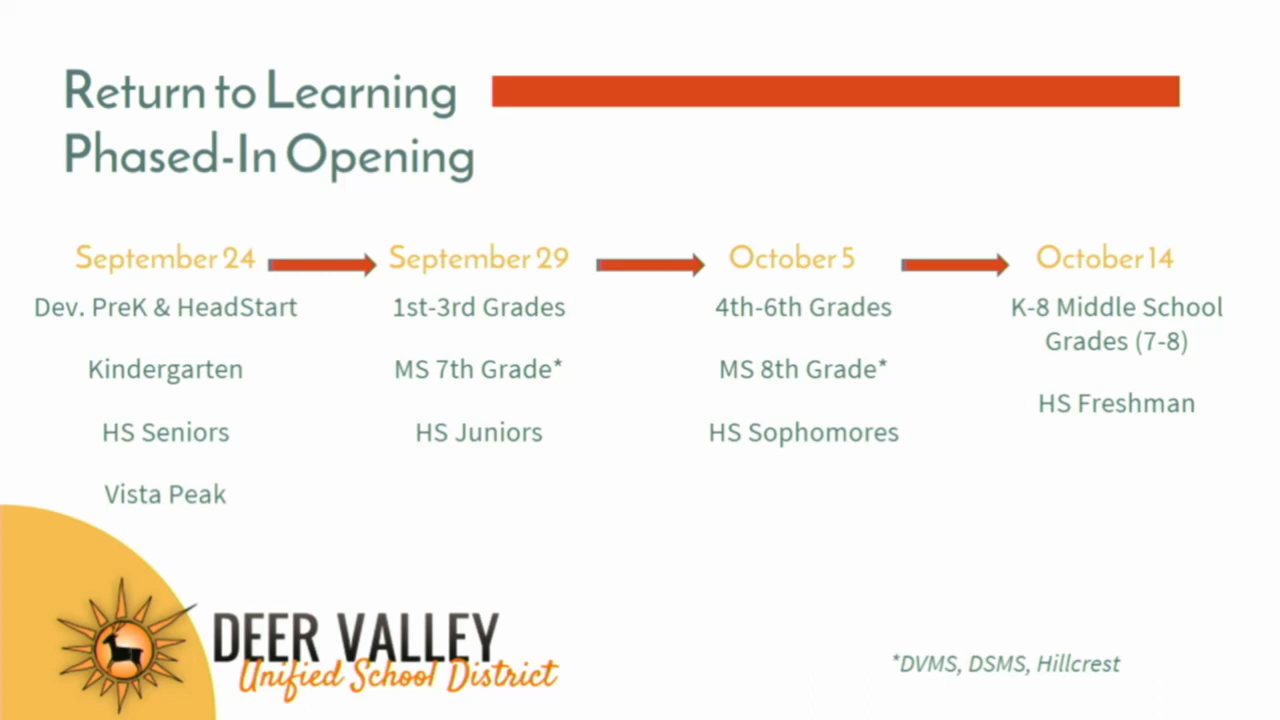 Return to Learning
Phased-In Opening
September 24
Dev. PreK & HeadStart
Kindergarten
HS Seniors
Vista Peak
September 29
1st-3rd Grades
MS 7th Grade*
HS Juniors
October 5
4th-6th Grades
MS 8th Grade*
HS Sophomores
October 14
K-8 Middle School
Grades (7-8)
HS Freshman
DEER VALLEY
Unified School District
*DVMS, DSMS, Hillcrest